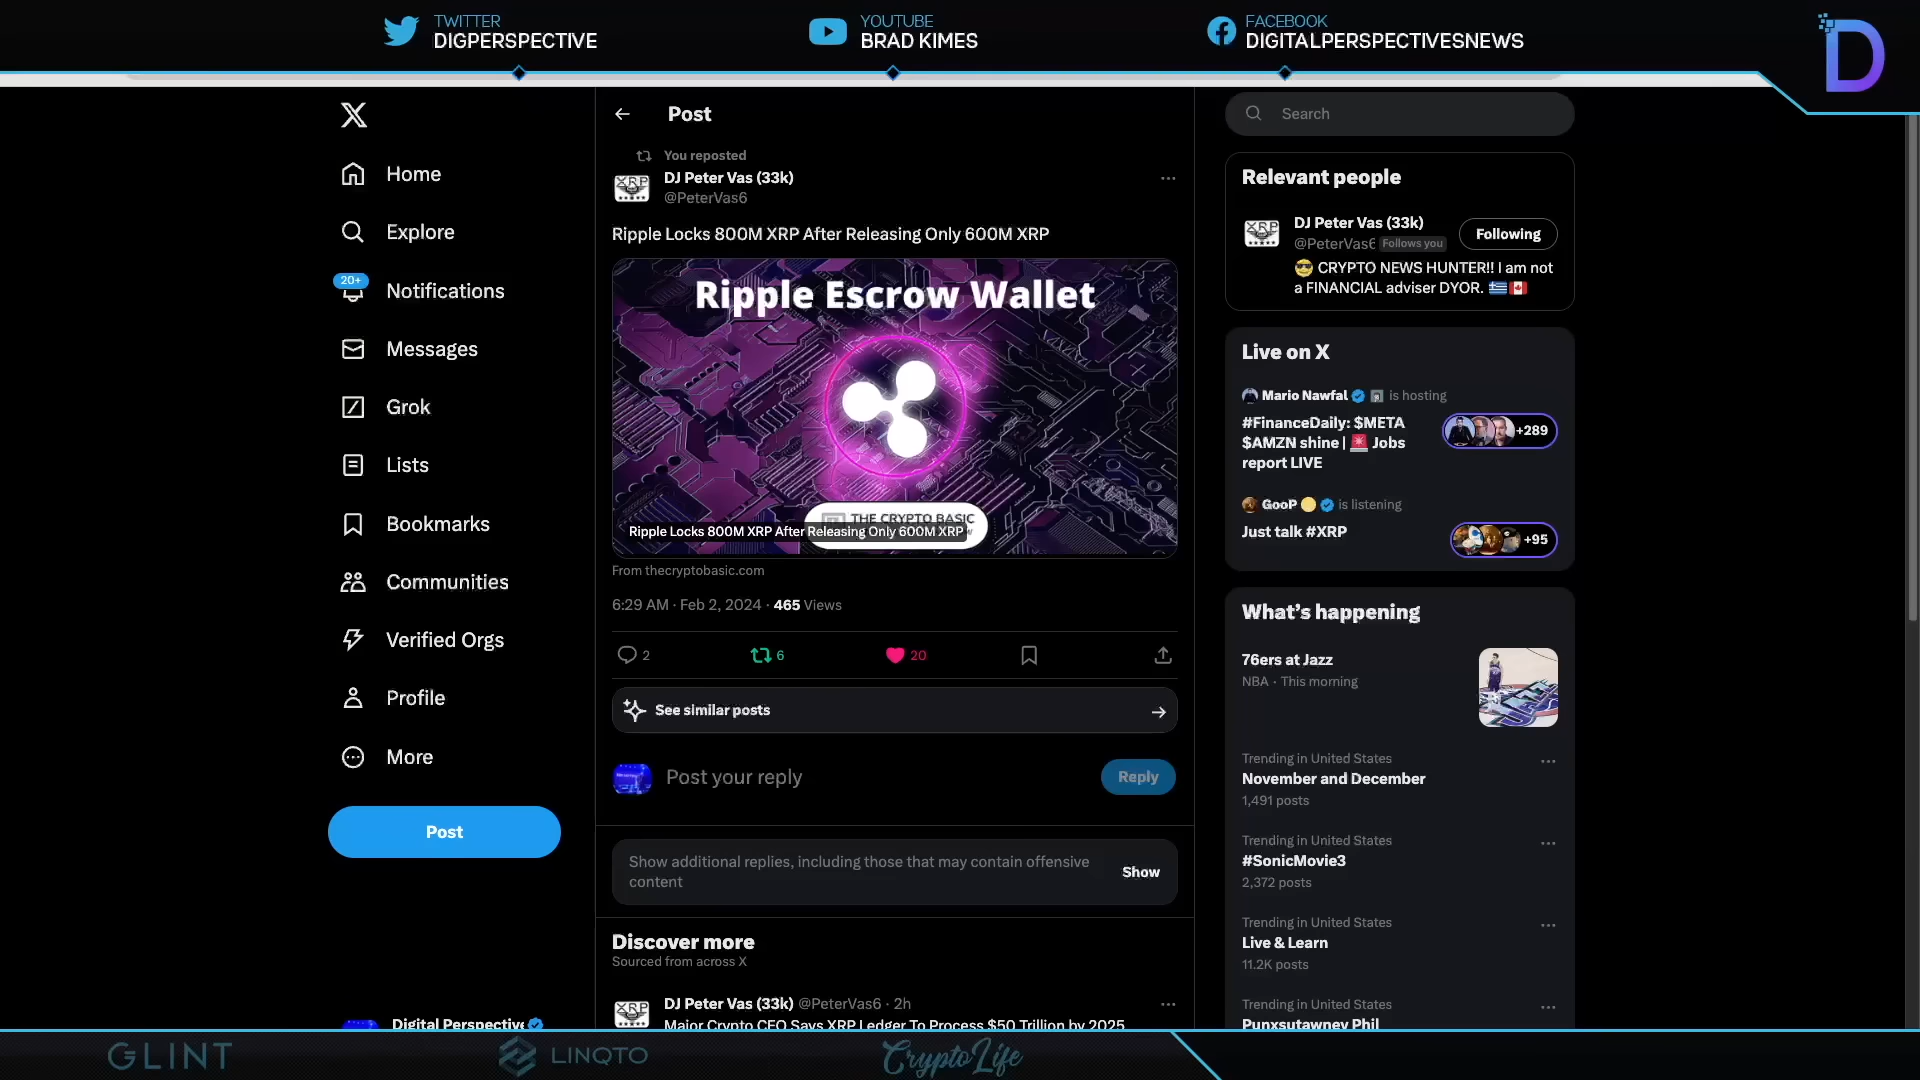 TWITTER
DIGPERSPECTIVE
YOUTUBE
BRAD KIMES
FACEBOOK
DIGITALPERSPECTIVESNEWS
D
X
Home
Explore
20+
Notifications
Messages
Grok
Lists
Bookmarks
Communities
Verified Orgs
Profile
More
Post
Digital Perspective
Post
You reposted
DJ Peter Vas (33k)
@PeterVas6
Ripple Locks 800M XRP After Releasing Only 600M XRP
Ripple Escrow Wallet
THE CRYPTO BASIC
Ripple Locks 800M XRP After Releasing Only 600M XRP
From thecryptobasic.com
6:29 AM · Feb 2, 2024 · 465 Views
2
6
20
See similar posts
Post your reply
Reply
Show additional replies, including those that may contain offensive
content
Show
Discover more
Sourced from across X
DJ Peter Vas (33k) @PeterVas6 · 2h
Major Crypto CEO Says XRP Ledger To Process $50 Trillion by 2025
Search
Relevant people
XRP
DJ Peter Vas (33k)
@PeterVas6 Follows you
Following
😎 CRYPTO NEWS HUNTER!! I am not
a FINANCIAL adviser DYOR. 🇬🇷🇨🇦
Live on X
Mario Nawfal is hosting
#FinanceDaily: $META
$AMZN shine | 🚨 Jobs
report LIVE
+289
GooP is listening
Just talk #XRP
+95
What's happening
76ers at Jazz
NBA · This morning
Trending in United States
November and December
1,491 posts
Trending in United States
#SonicMovie3
2,372 posts
Trending in United States
Live & Learn
11.2K posts
Trending in United States
Punxsutawney Phil
GLINT
LINQTO
CryptoLife